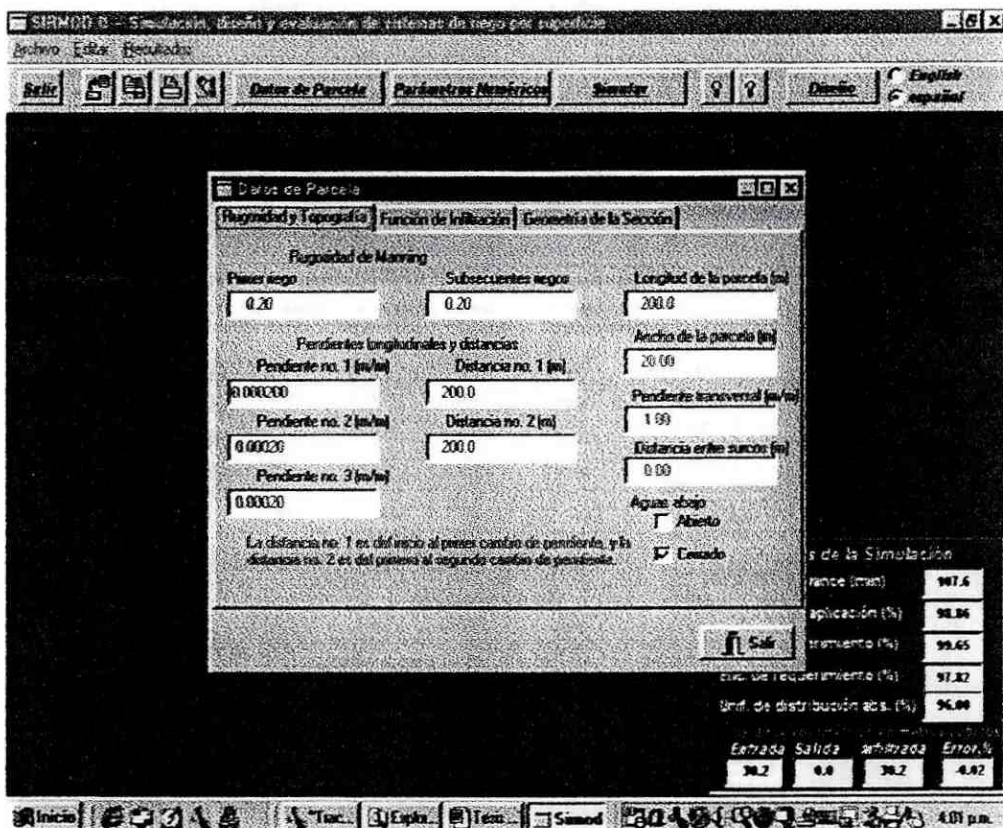 SIRMOD II - Simulación, diseño y evaluación de sistemas de riego por superficie
Archivo Editar Resultados
Salir Datos de Parcela Parámetros Numéricos Simular Diseño English
español
Datos de Parcela
Rugosidad y Topografía Función de Infiltración Geometría de la Sección
Rugosidad de Manning
Primer riego Subsecuentes riegos Longitud de la parcela (m)
0.20 0.20 200.0
Pendientes longitudinales y distancias Ancho de la parcela (m)
Pendiente no. 1 (m/m) Distancia no. 1 (m) 20.00
0.000200 200.0 Pendiente transversal (m/m)
Pendiente no. 2 (m/m) Distancia no. 2 (m) 1.00
0.00020 200.0 Distancia entre surcos (m)
Pendiente no. 3 (m/m) 0.00
0.00020 Aguas abajo
Abierto
La distancia no. 1 es del inicio al primer cambio de pendiente, y la
distancia no. 2 es del primero al segundo cambio de pendiente. Cerrado
s de la Simulación
rance (min) 907.6
aplicación (%) 98.86
Salir 99.65
Efic. de requerimiento (%) 97.82
Unif. de distribución abs. (%) 96.00
Entrada Salida Infiltrada Error,%
30.2 0.0 30.2 -0.02
Inicio Explo... Simod 4:01 p.m.